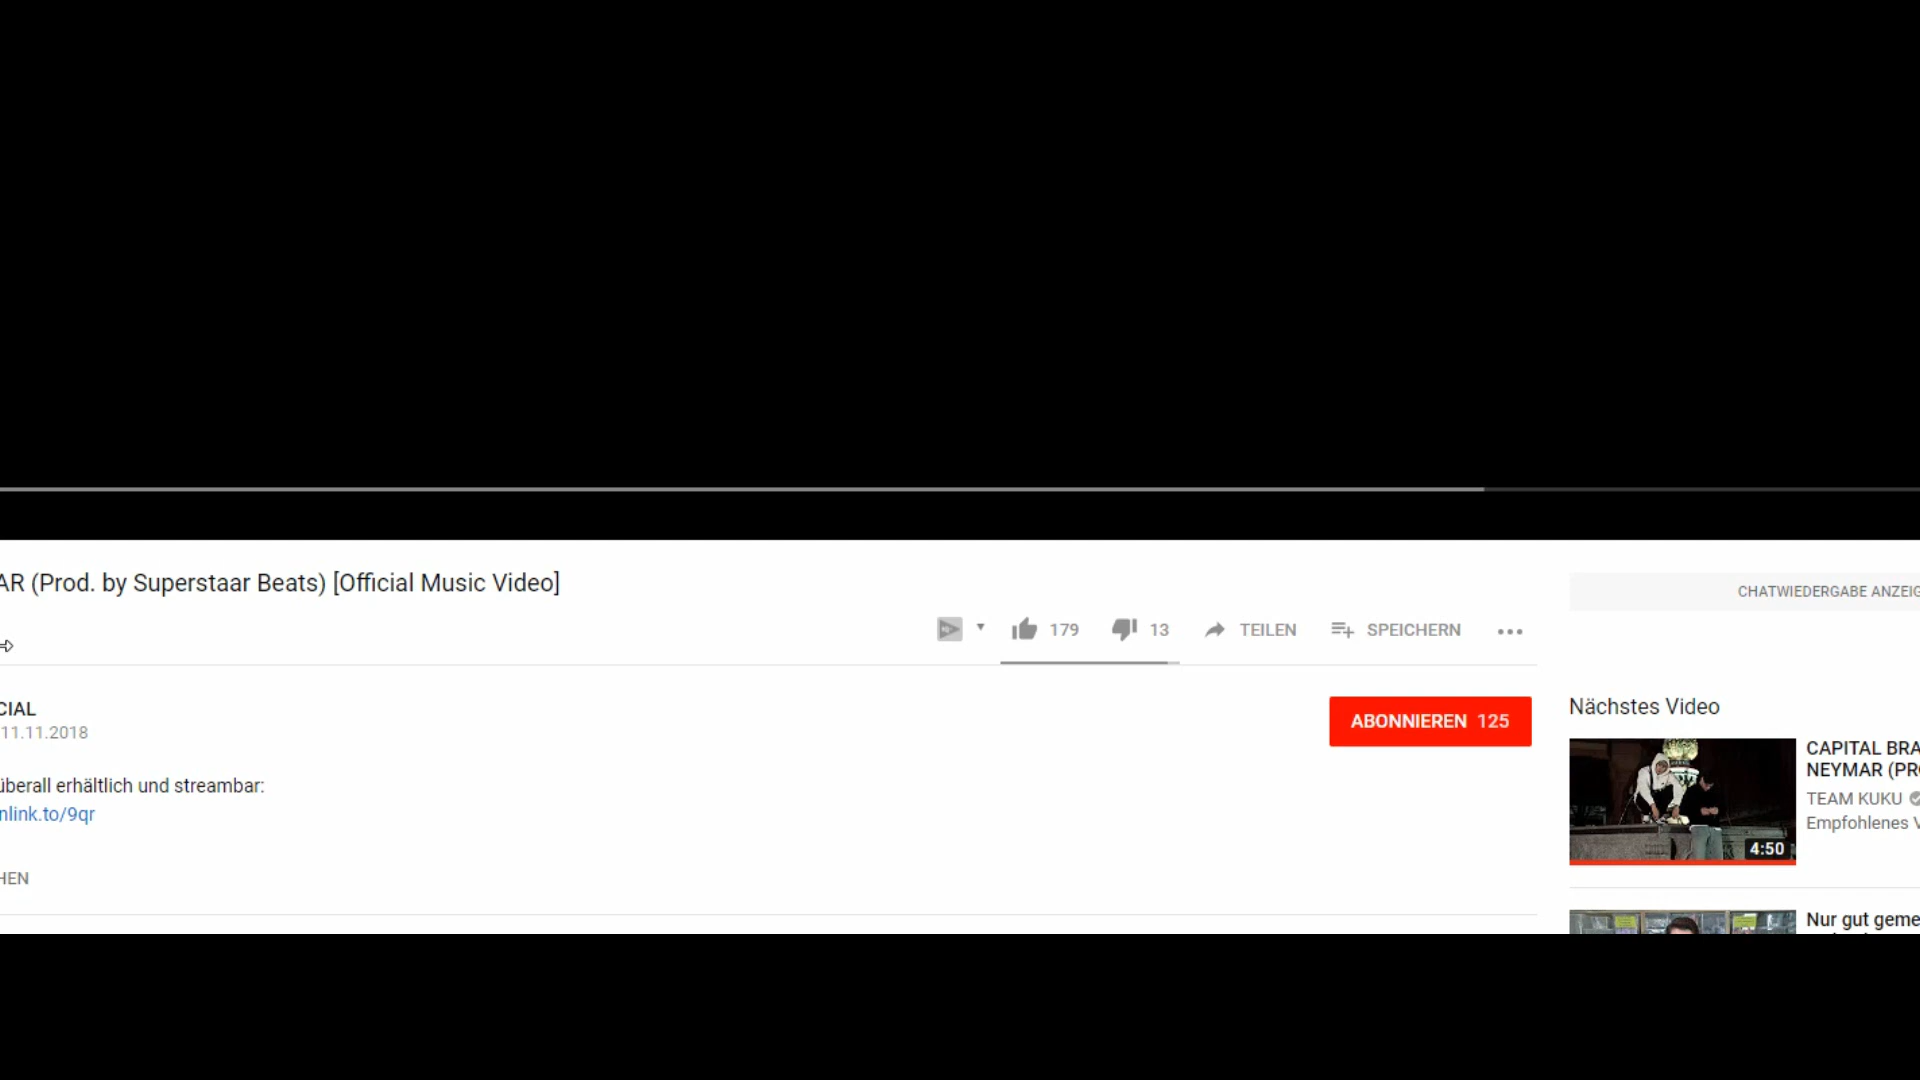 AR (Prod. by Superstaar Beats) [Official Music Video]
179 13 TEILEN SPEICHERN
CIAL
11.11.2018
ABONNIEREN 125
überall erhältlich und streambar:
nlink.to/9qr
HEN
CHATWIEDERGABE ANZEIG
Nächstes Video
CAPITAL BRA
NEYMAR (PR
TEAM KUKU
Empfohlenes V
4:50
Nur gut geme